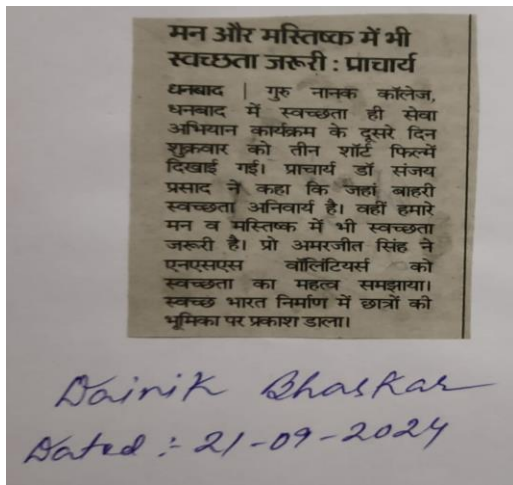 मन और मस्तिष्क में भी
स्वच्छता जरूरी : प्राचार्य
धनबाद | गुरु नानक कॉलेज,
धनबाद में स्वच्छता ही सेवा
अभियान कार्यक्रम के दूसरे दिन
शुक्रवार को तीन शॉर्ट फिल्में
दिखाई गई। प्राचार्य डॉ संजय
प्रसाद ने कहा कि जहां बाहरी
स्वच्छता अनिवार्य है। वहीं हमारे
मन व मस्तिष्क में भी स्वच्छता
जरूरी है। प्रो अमरजीत सिंह ने
एनएसएस वॉलिंटियर्स को
स्वच्छता का महत्व समझाया।
स्वच्छ भारत निर्माण में छात्रों की
भूमिका पर प्रकाश डाला।
Dainik Bhaskar
Dated :- 21-09-2024